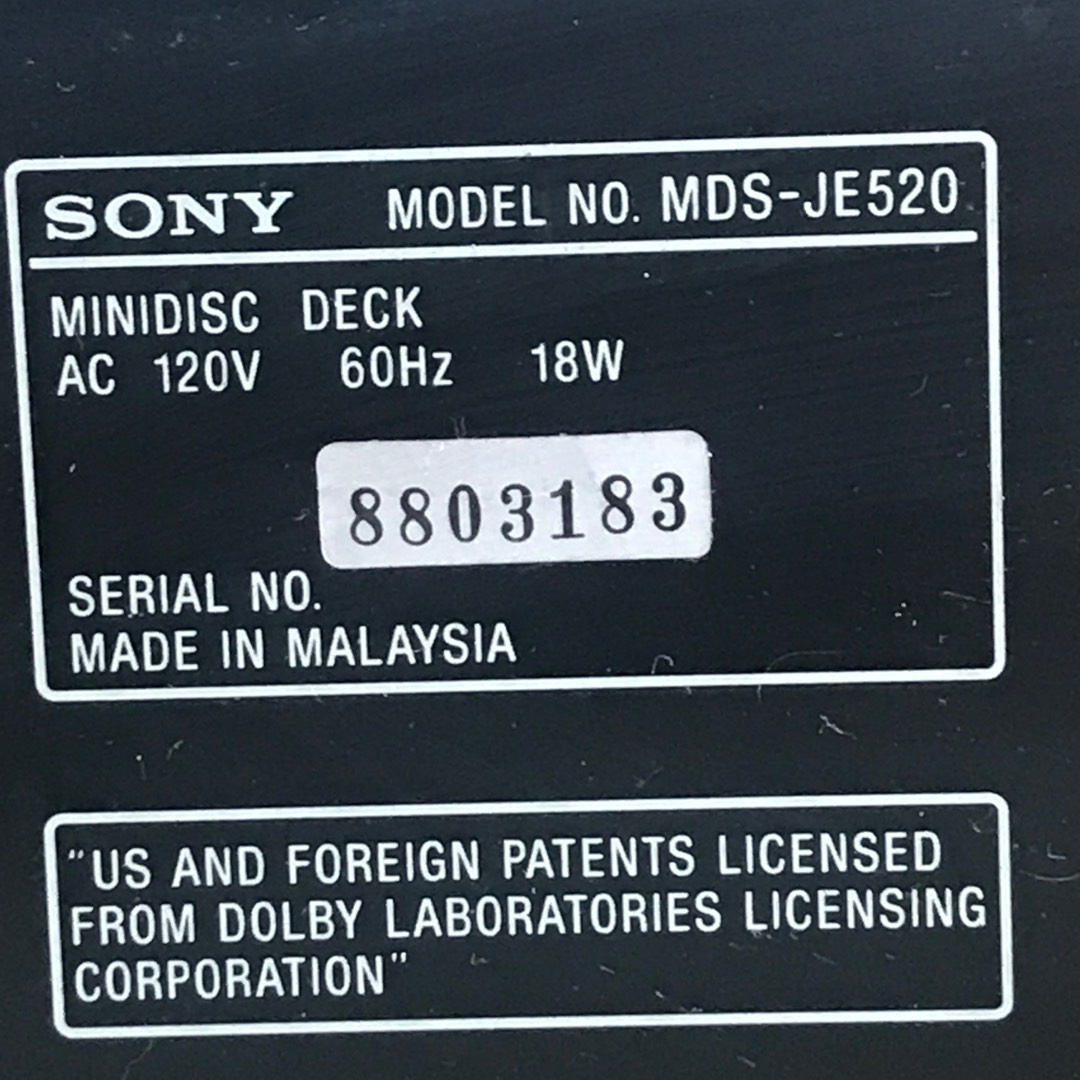 SONY MODEL NO. MDS-JE520
MINIDISC DECK
AC 120V 60Hz 18W
8803183
SERIAL NO.
MADE IN MALAYSIA
"US AND FOREIGN PATENTS LICENSED
FROM DOLBY LABORATORIES LICENSING
CORPORATION"